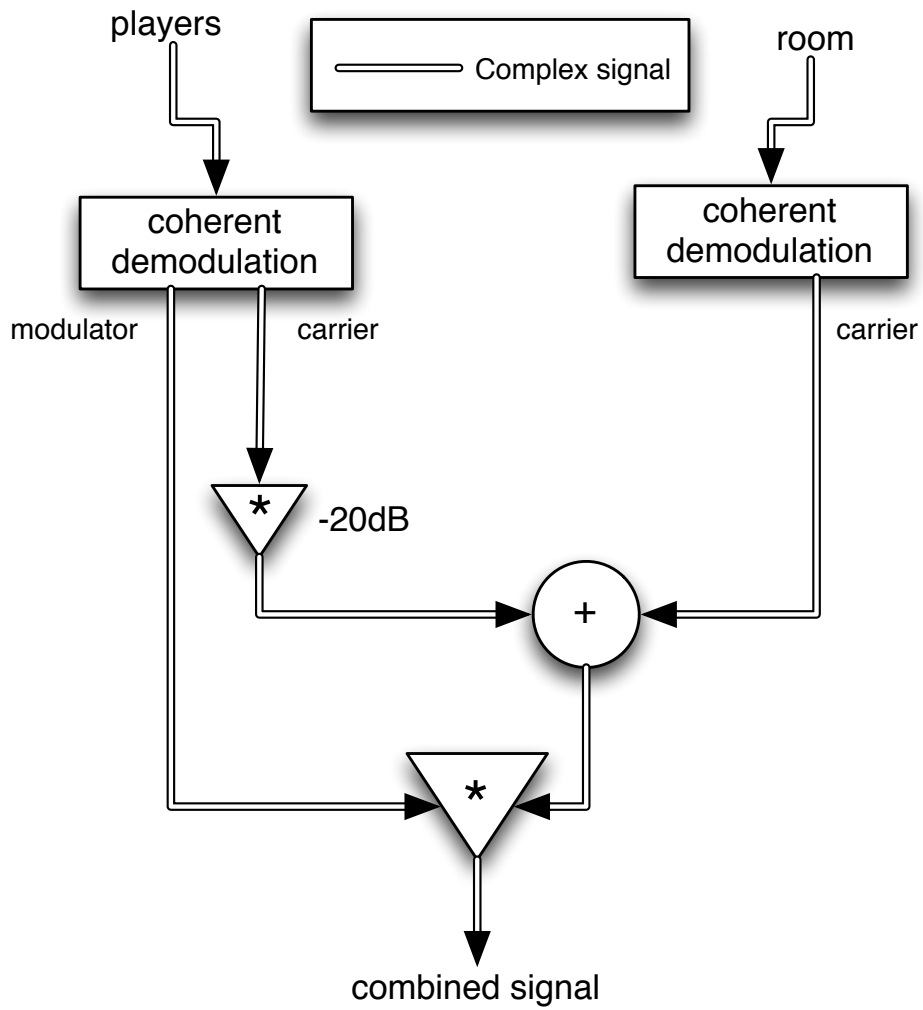 players
Complex signal
room
coherent
demodulation
coherent
demodulation
modulator
carrier
carrier
*
-20dB
+
*
combined signal